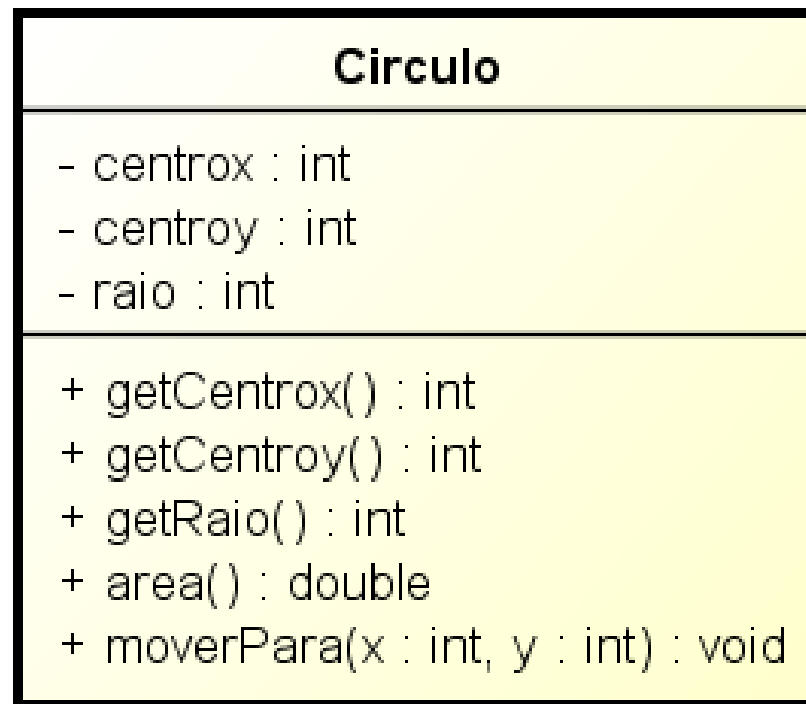 Circulo
- centrox : int
- centroy : int
- raio : int
+ getCentrox() : int
+ getCentroy() : int
+ getRaio() : int
+ area() : double
+ moverPara(x : int, y : int) : void